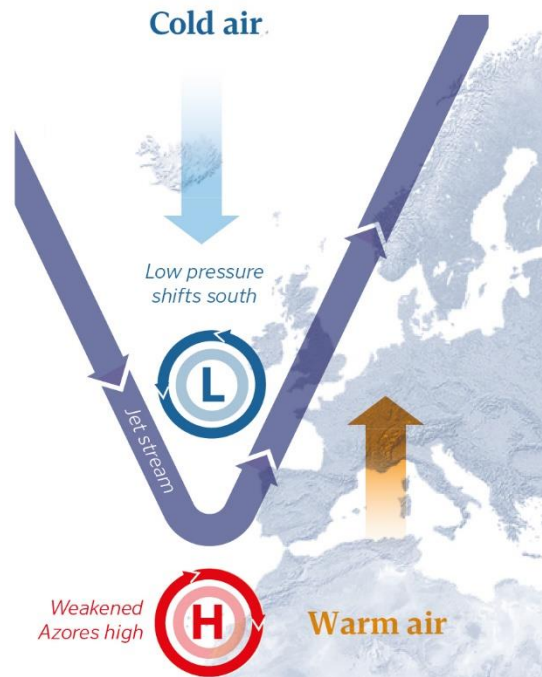 Cold air
Low pressure
shifts south
L
Jet stream
Weakened
Azores high
H
Warm air